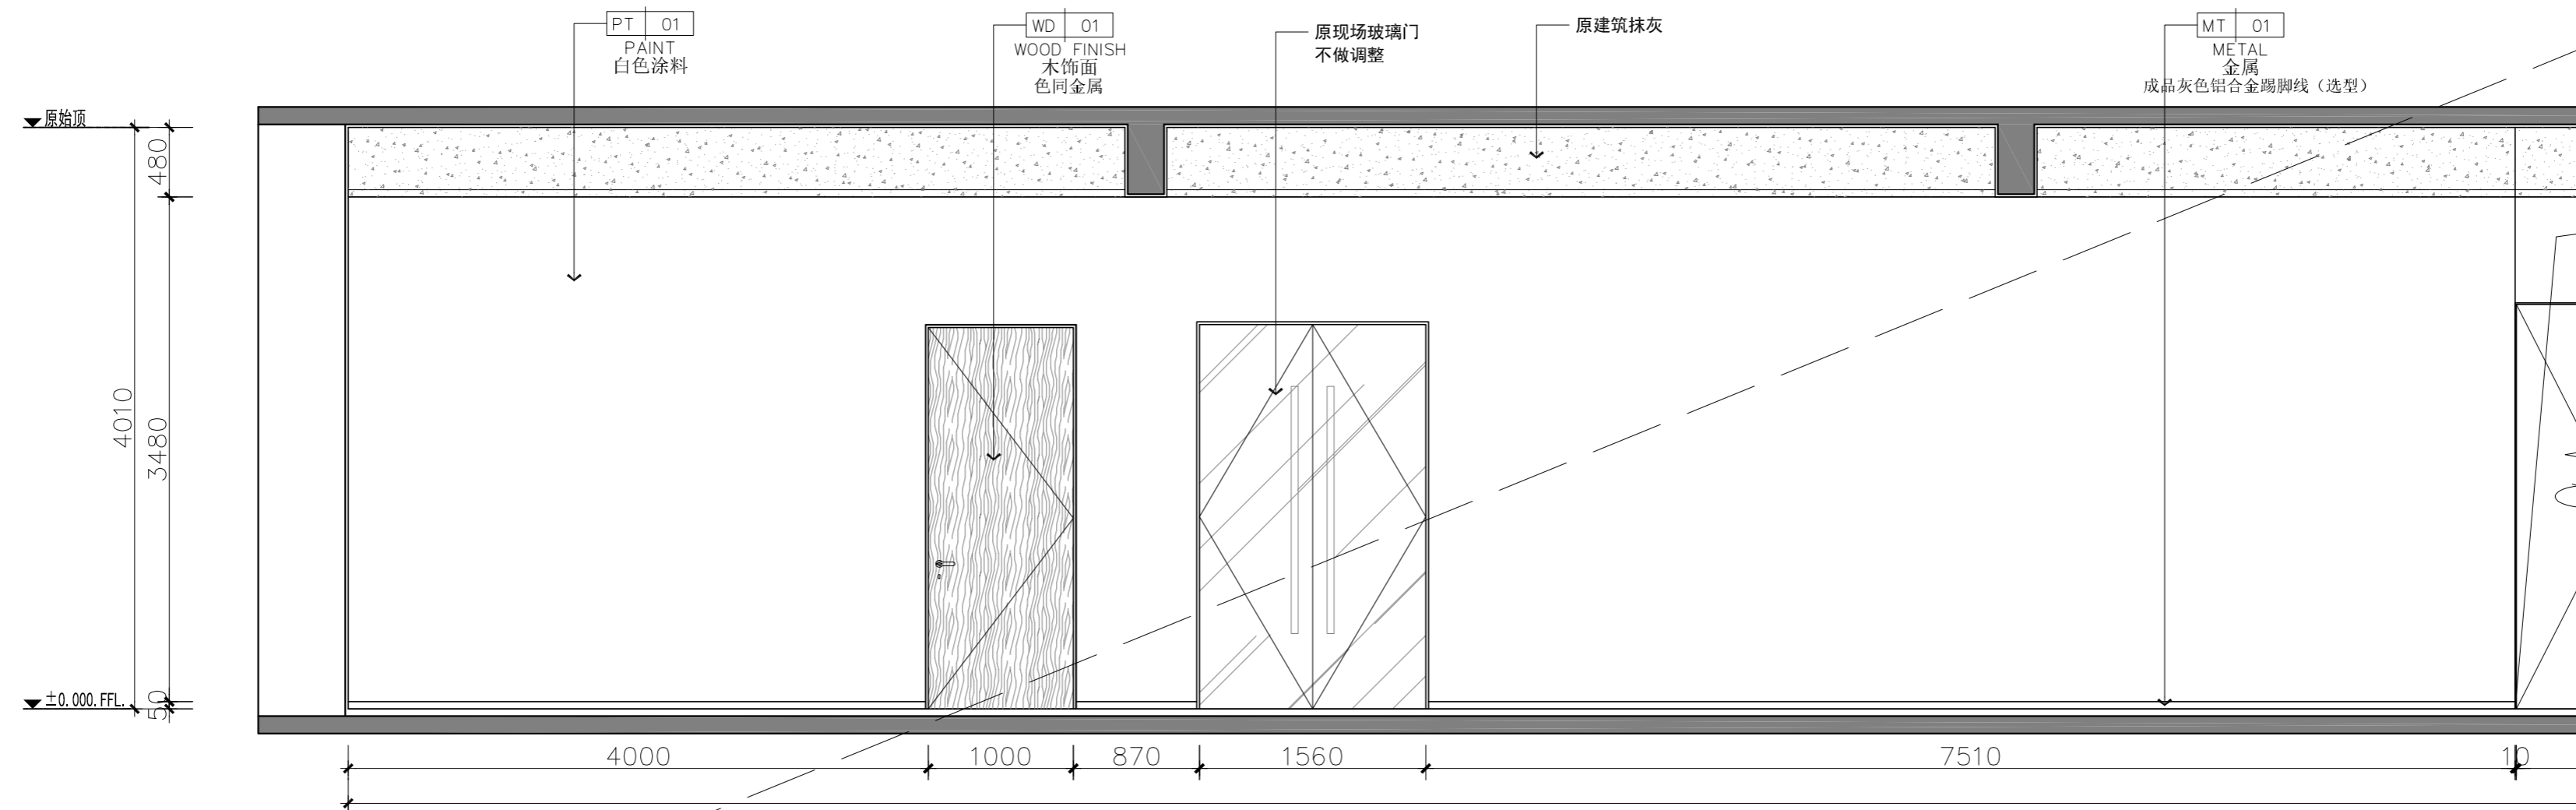 PT 01
PAINT
白色涂料
WD 01
WOOD FINISH
木饰面
色同金属
原现场玻璃门
不做调整
原建筑抹灰
MT 01
METAL
金属
成品灰色铝合金踢脚线（选型）
原始顶
480
4010
3480
50
±0.000.FFL.
4000
1000
870
1560
7510
10